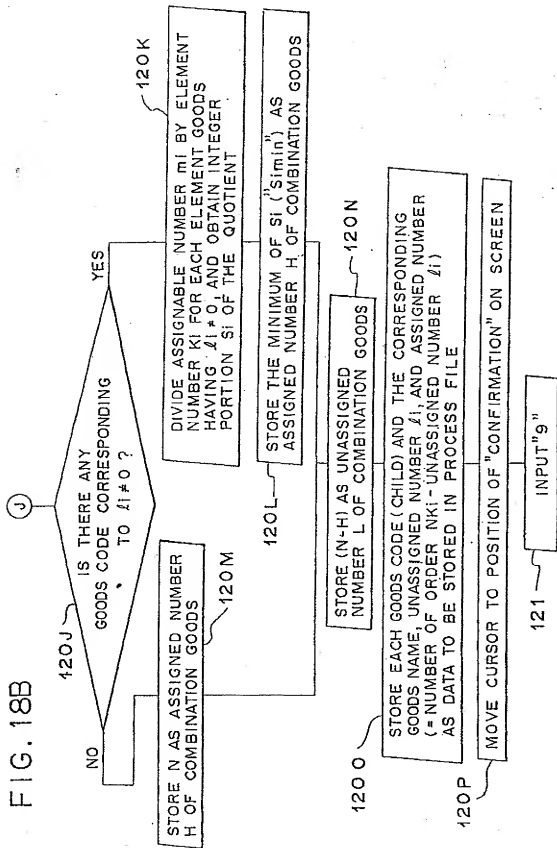 FIG. 18B
J
120J
IS THERE ANY
GOODS CODE CORRESPONDING
TO ℓi≠0 ?
NO
YES
120K
DIVIDE ASSIGNABLE NUMBER mi BY ELEMENT
NUMBER Ki FOR EACH ELEMENT GOODS
HAVING ℓi≠0, AND OBTAIN INTEGER
PORTION Si OF THE QUOTIENT
120M
STORE N AS ASSIGNED NUMBER
H OF COMBINATION GOODS
120L
STORE THE MINIMUM OF Si ("Simin") AS
ASSIGNED NUMBER H OF COMBINATION GOODS
120N
STORE (N-H) AS UNASSIGNED
NUMBER L OF COMBINATION GOODS
120O
STORE EACH GOODS CODE (CHILD) AND THE CORRESPONDING
GOODS NAME, UNASSIGNED NUMBER ℓi, AND ASSIGNED NUMBER
(= NUMBER OF ORDER NKi-UNASSIGNED NUMBER ℓi)
AS DATA TO BE STORED IN PROCESS FILE
120P
MOVE CURSOR TO POSITION OF "CONFIRMATION" ON SCREEN
121
INPUT "9"